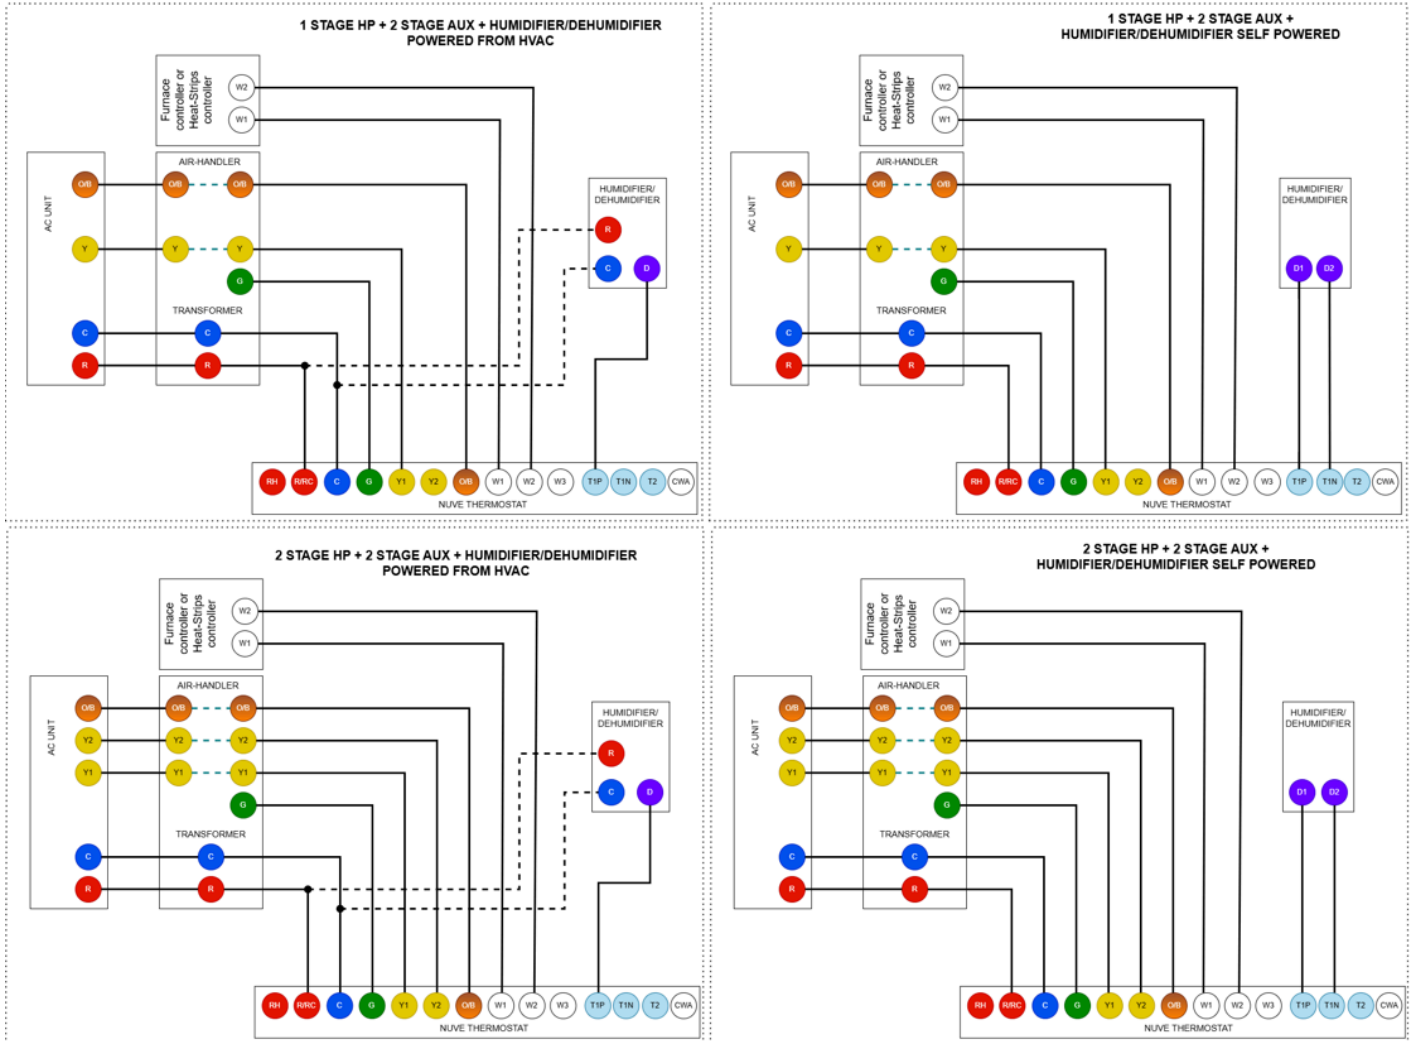 1 STAGE HP + 2 STAGE AUX + HUMIDIFIER/DEHUMIDIFIER
POWERED FROM HVAC
Furnace
controller or
Heat-Strips
controller
W2
W1
AIR-HANDLER
AC UNIT
O/B
O/B
O/B
Y
Y
Y
G
TRANSFORMER
C
C
R
R
HUMIDIFIER/
DEHUMIDIFIER
R
C
D
RH
R/RC
C
G
Y1
Y2
O/B
W1
W2
W3
T1P
T1N
T2
CWA
NUVE THERMOSTAT
1 STAGE HP + 2 STAGE AUX +
HUMIDIFIER/DEHUMIDIFIER SELF POWERED
Furnace
controller or
Heat-Strips
controller
W2
W1
AIR-HANDLER
AC UNIT
O/B
O/B
O/B
Y
Y
Y
G
TRANSFORMER
C
C
R
R
HUMIDIFIER/
DEHUMIDIFIER
D1
D2
RH
R/RC
C
G
Y1
Y2
O/B
W1
W2
W3
T1P
T1N
T2
CWA
NUVE THERMOSTAT
2 STAGE HP + 2 STAGE AUX + HUMIDIFIER/DEHUMIDIFIER
POWERED FROM HVAC
Furnace
controller or
Heat-Strips
controller
W2
W1
AIR-HANDLER
AC UNIT
O/B
O/B
O/B
Y2
Y2
Y2
Y1
Y1
Y1
G
TRANSFORMER
C
C
R
R
HUMIDIFIER/
DEHUMIDIFIER
R
C
D
RH
R/RC
C
G
Y1
Y2
O/B
W1
W2
W3
T1P
T1N
T2
CWA
NUVE THERMOSTAT
2 STAGE HP + 2 STAGE AUX +
HUMIDIFIER/DEHUMIDIFIER SELF POWERED
Furnace
controller or
Heat-Strips
controller
W2
W1
AIR-HANDLER
AC UNIT
O/B
O/B
O/B
Y2
Y2
Y2
Y1
Y1
Y1
G
TRANSFORMER
C
C
R
R
HUMIDIFIER/
DEHUMIDIFIER
D1
D2
RH
R/RC
C
G
Y1
Y2
O/B
W1
W2
W3
T1P
T1N
T2
CWA
NUVE THERMOSTAT